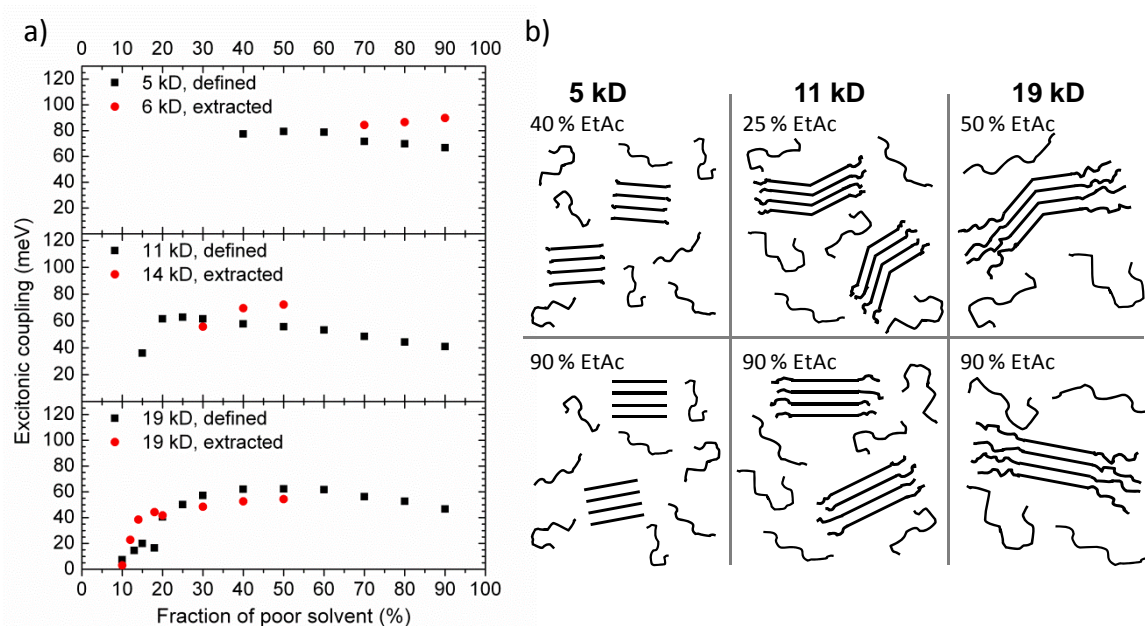 a)
0 10 20 30 40 50 60 70 80 90 100
120
100
80
60
40
20
0
5 kD, defined
6 kD, extracted
120
100
80
60
40
20
0
11 kD, defined
14 kD, extracted
120
100
80
60
40
20
0
19 kD, defined
19 kD, extracted
0 10 20 30 40 50 60 70 80 90 100
Excitonic coupling (meV)
Fraction of poor solvent (%)
b)
5 kD 11 kD 19 kD
40 % EtAc 25 % EtAc 50 % EtAc
90 % EtAc 90 % EtAc 90 % EtAc